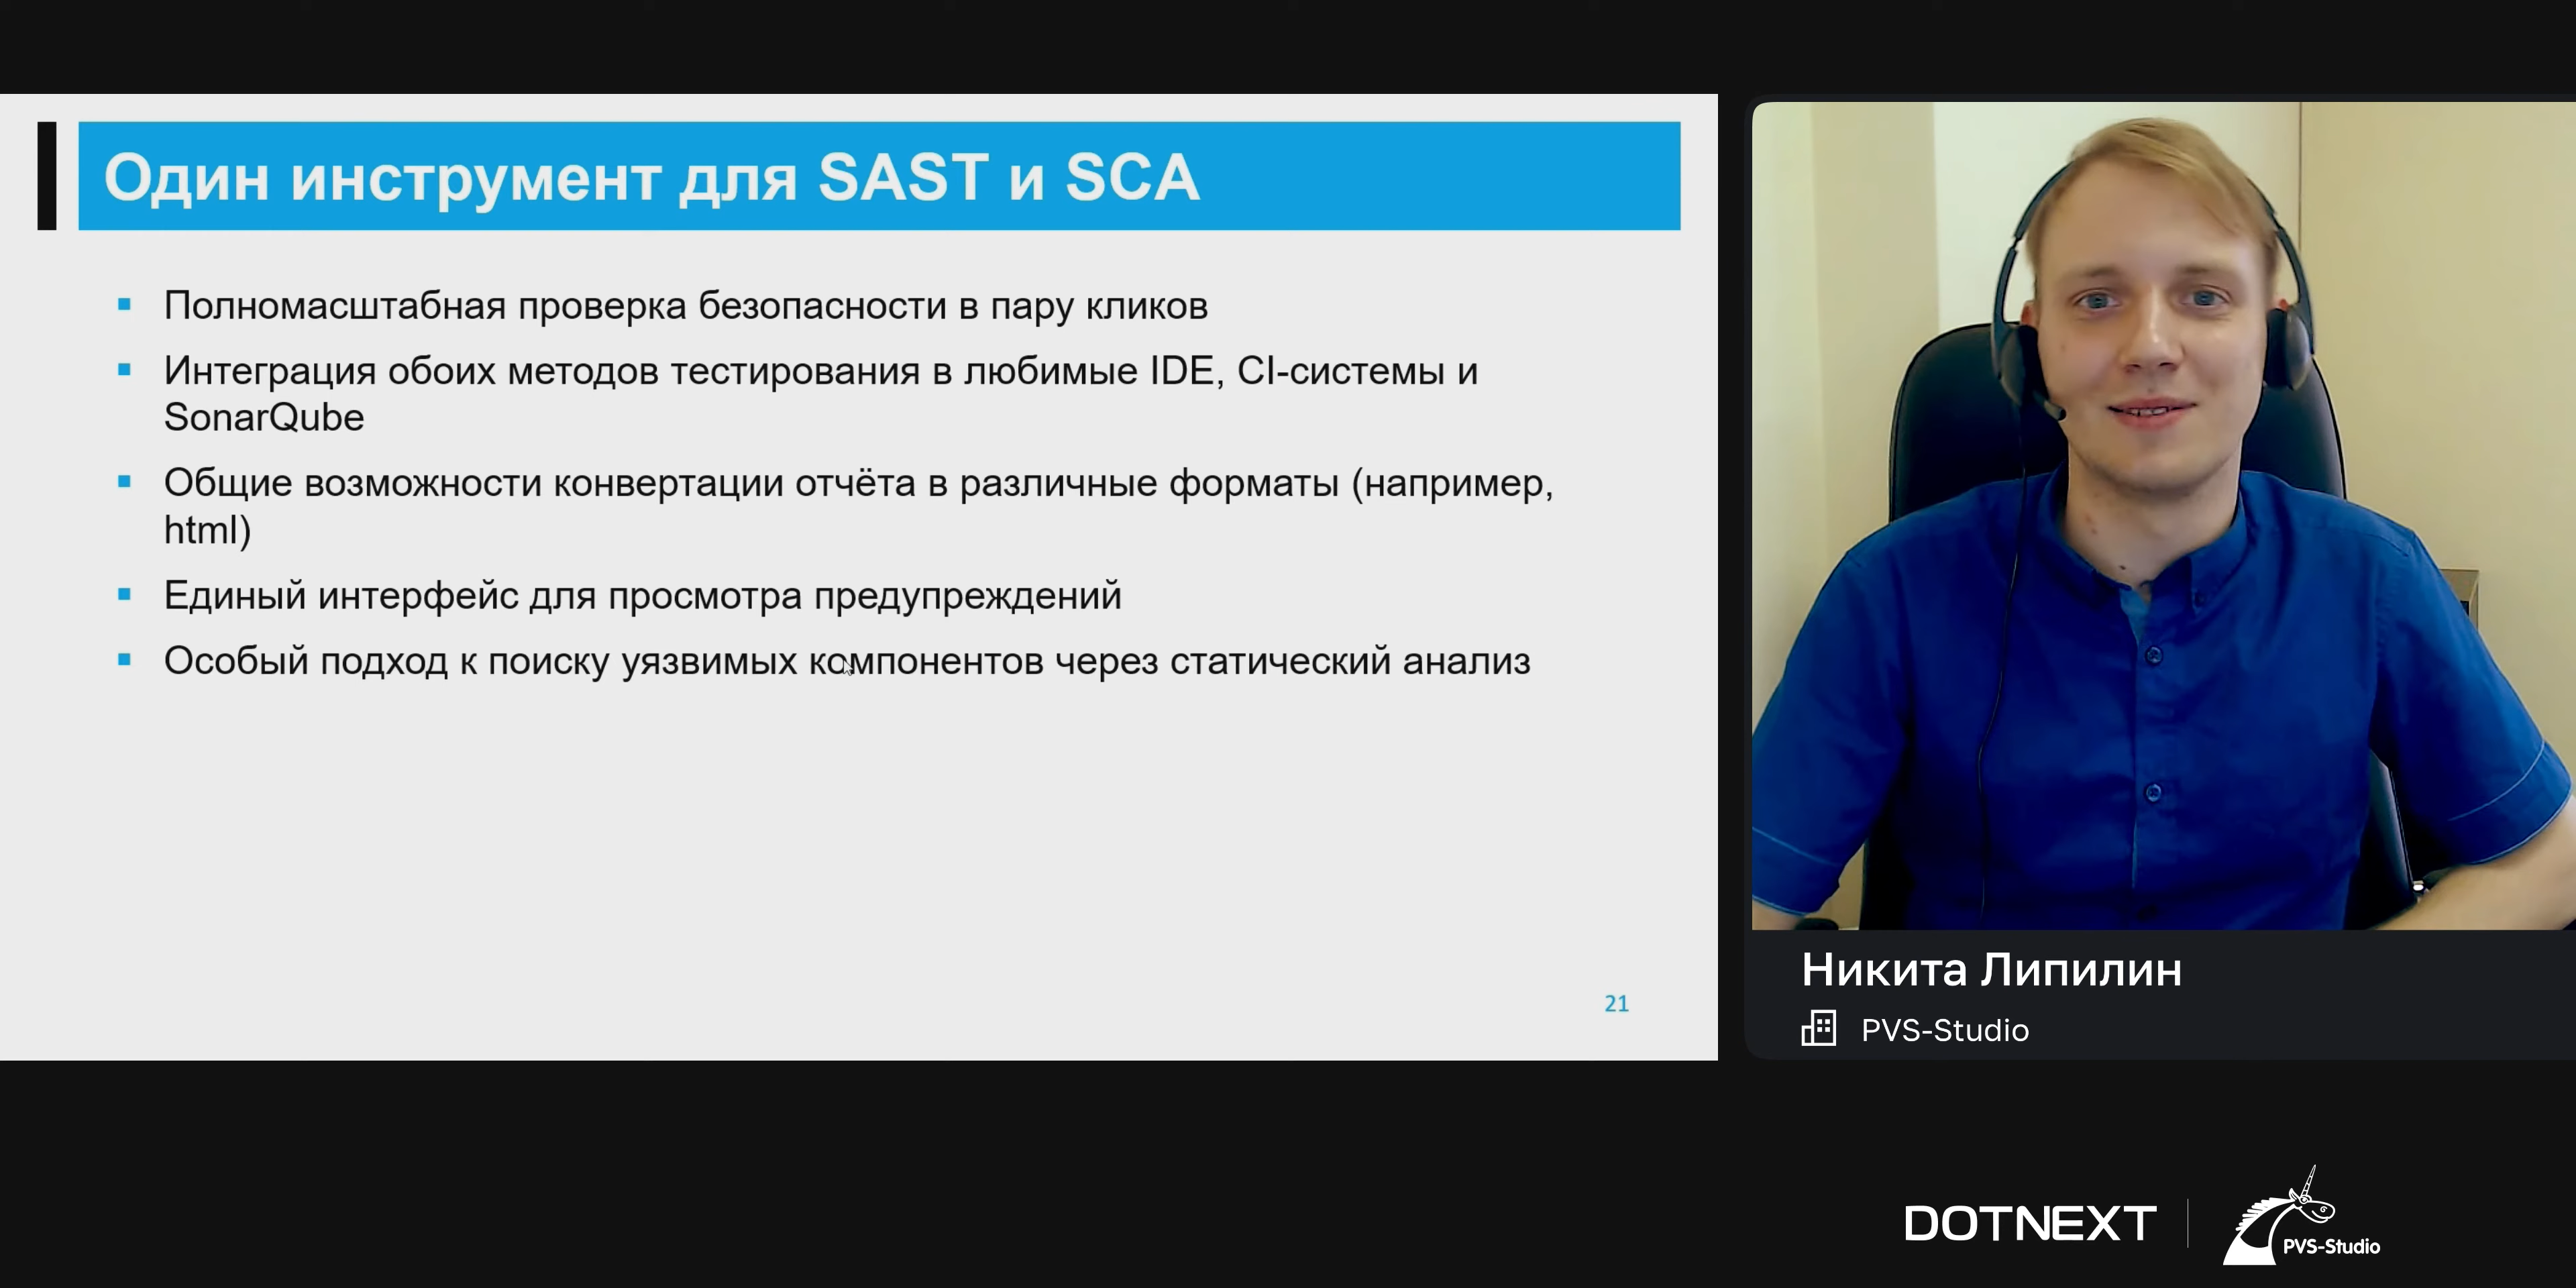 Один инструмент для SAST и SCA
Полномасштабная проверка безопасности в пару кликов
Интеграция обоих методов тестирования в любимые IDE, CI-системы и
SonarQube
Общие возможности конвертации отчёта в различные форматы (например,
html)
Единый интерфейс для просмотра предупреждений
Особый подход к поиску уязвимых компонентов через статический анализ
21
Никита Липилин
PVS-Studio
DOTNEXT
PVS-Studio